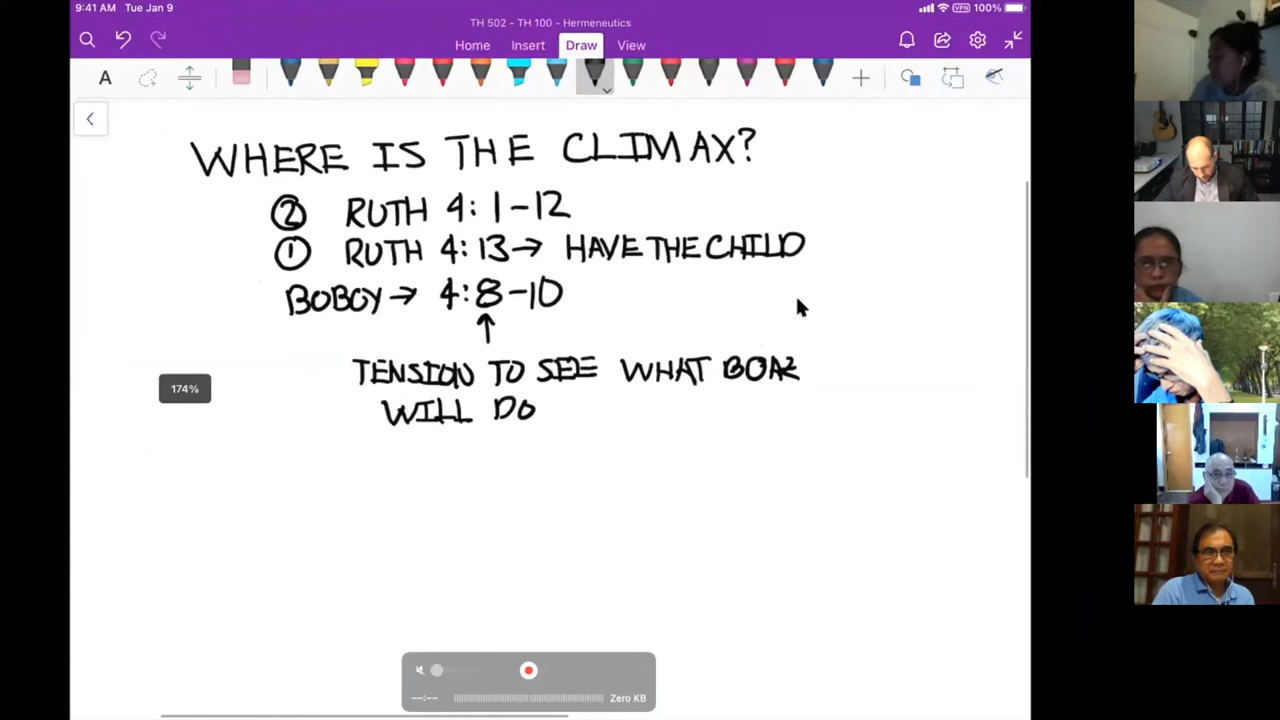 9:41 AM Tue Jan 9
VPN 100%
TH 502 - TH 100 - Hermeneutics
Home Insert Draw View
A
WHERE IS THE CLIMAX?
② RUTH 4:1-12
① RUTH 4:13→ HAVE THE CHILD
BOBOY→ 4:8-10
↑
174%
TENSION TO SEE WHAT BOAZ
WILL DO
--:-- Zero KB